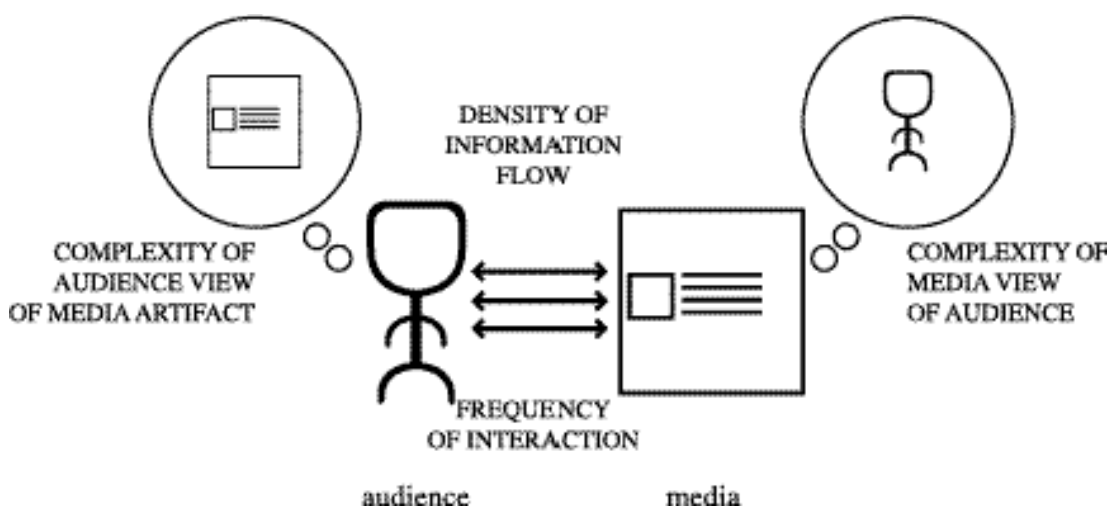 DENSITY OF
INFORMATION
FLOW
COMPLEXITY OF
AUDIENCE VIEW
OF MEDIA ARTIFACT
COMPLEXITY OF
MEDIA VIEW
OF AUDIENCE
FREQUENCY
OF INTERACTION
audience
media